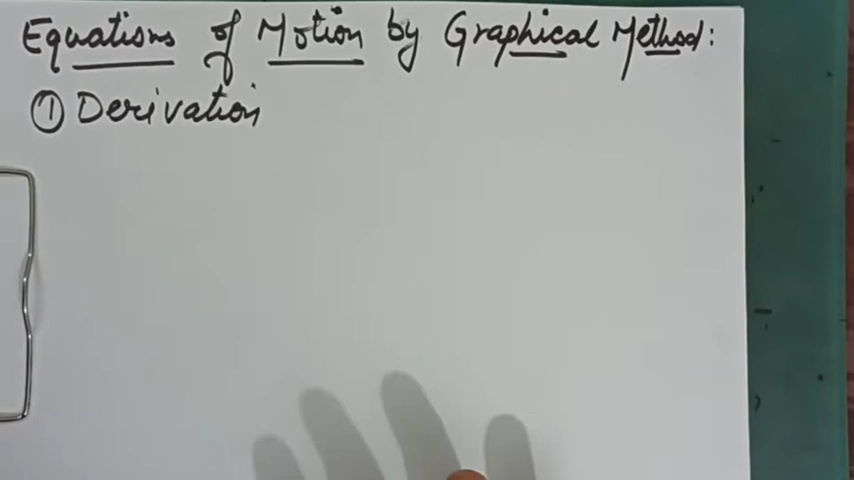 Equations of Motion by Graphical Method:
① Derivation